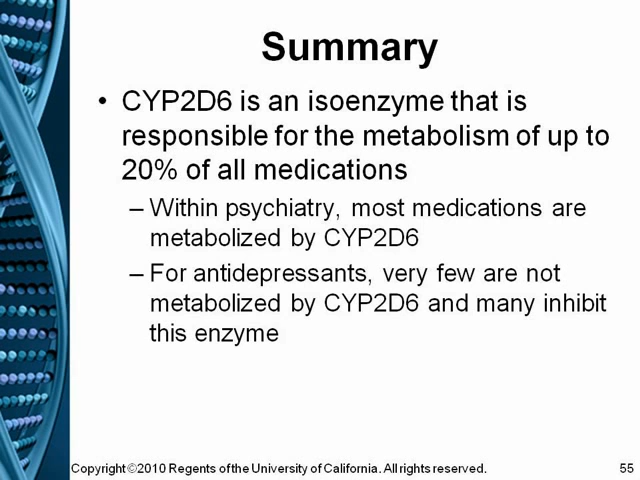 Summary
• CYP2D6 is an isoenzyme that is
responsible for the metabolism of up to
20% of all medications
– Within psychiatry, most medications are
metabolized by CYP2D6
– For antidepressants, very few are not
metabolized by CYP2D6 and many inhibit
this enzyme
Copyright ©2010 Regents of the University of California. All rights reserved. 55